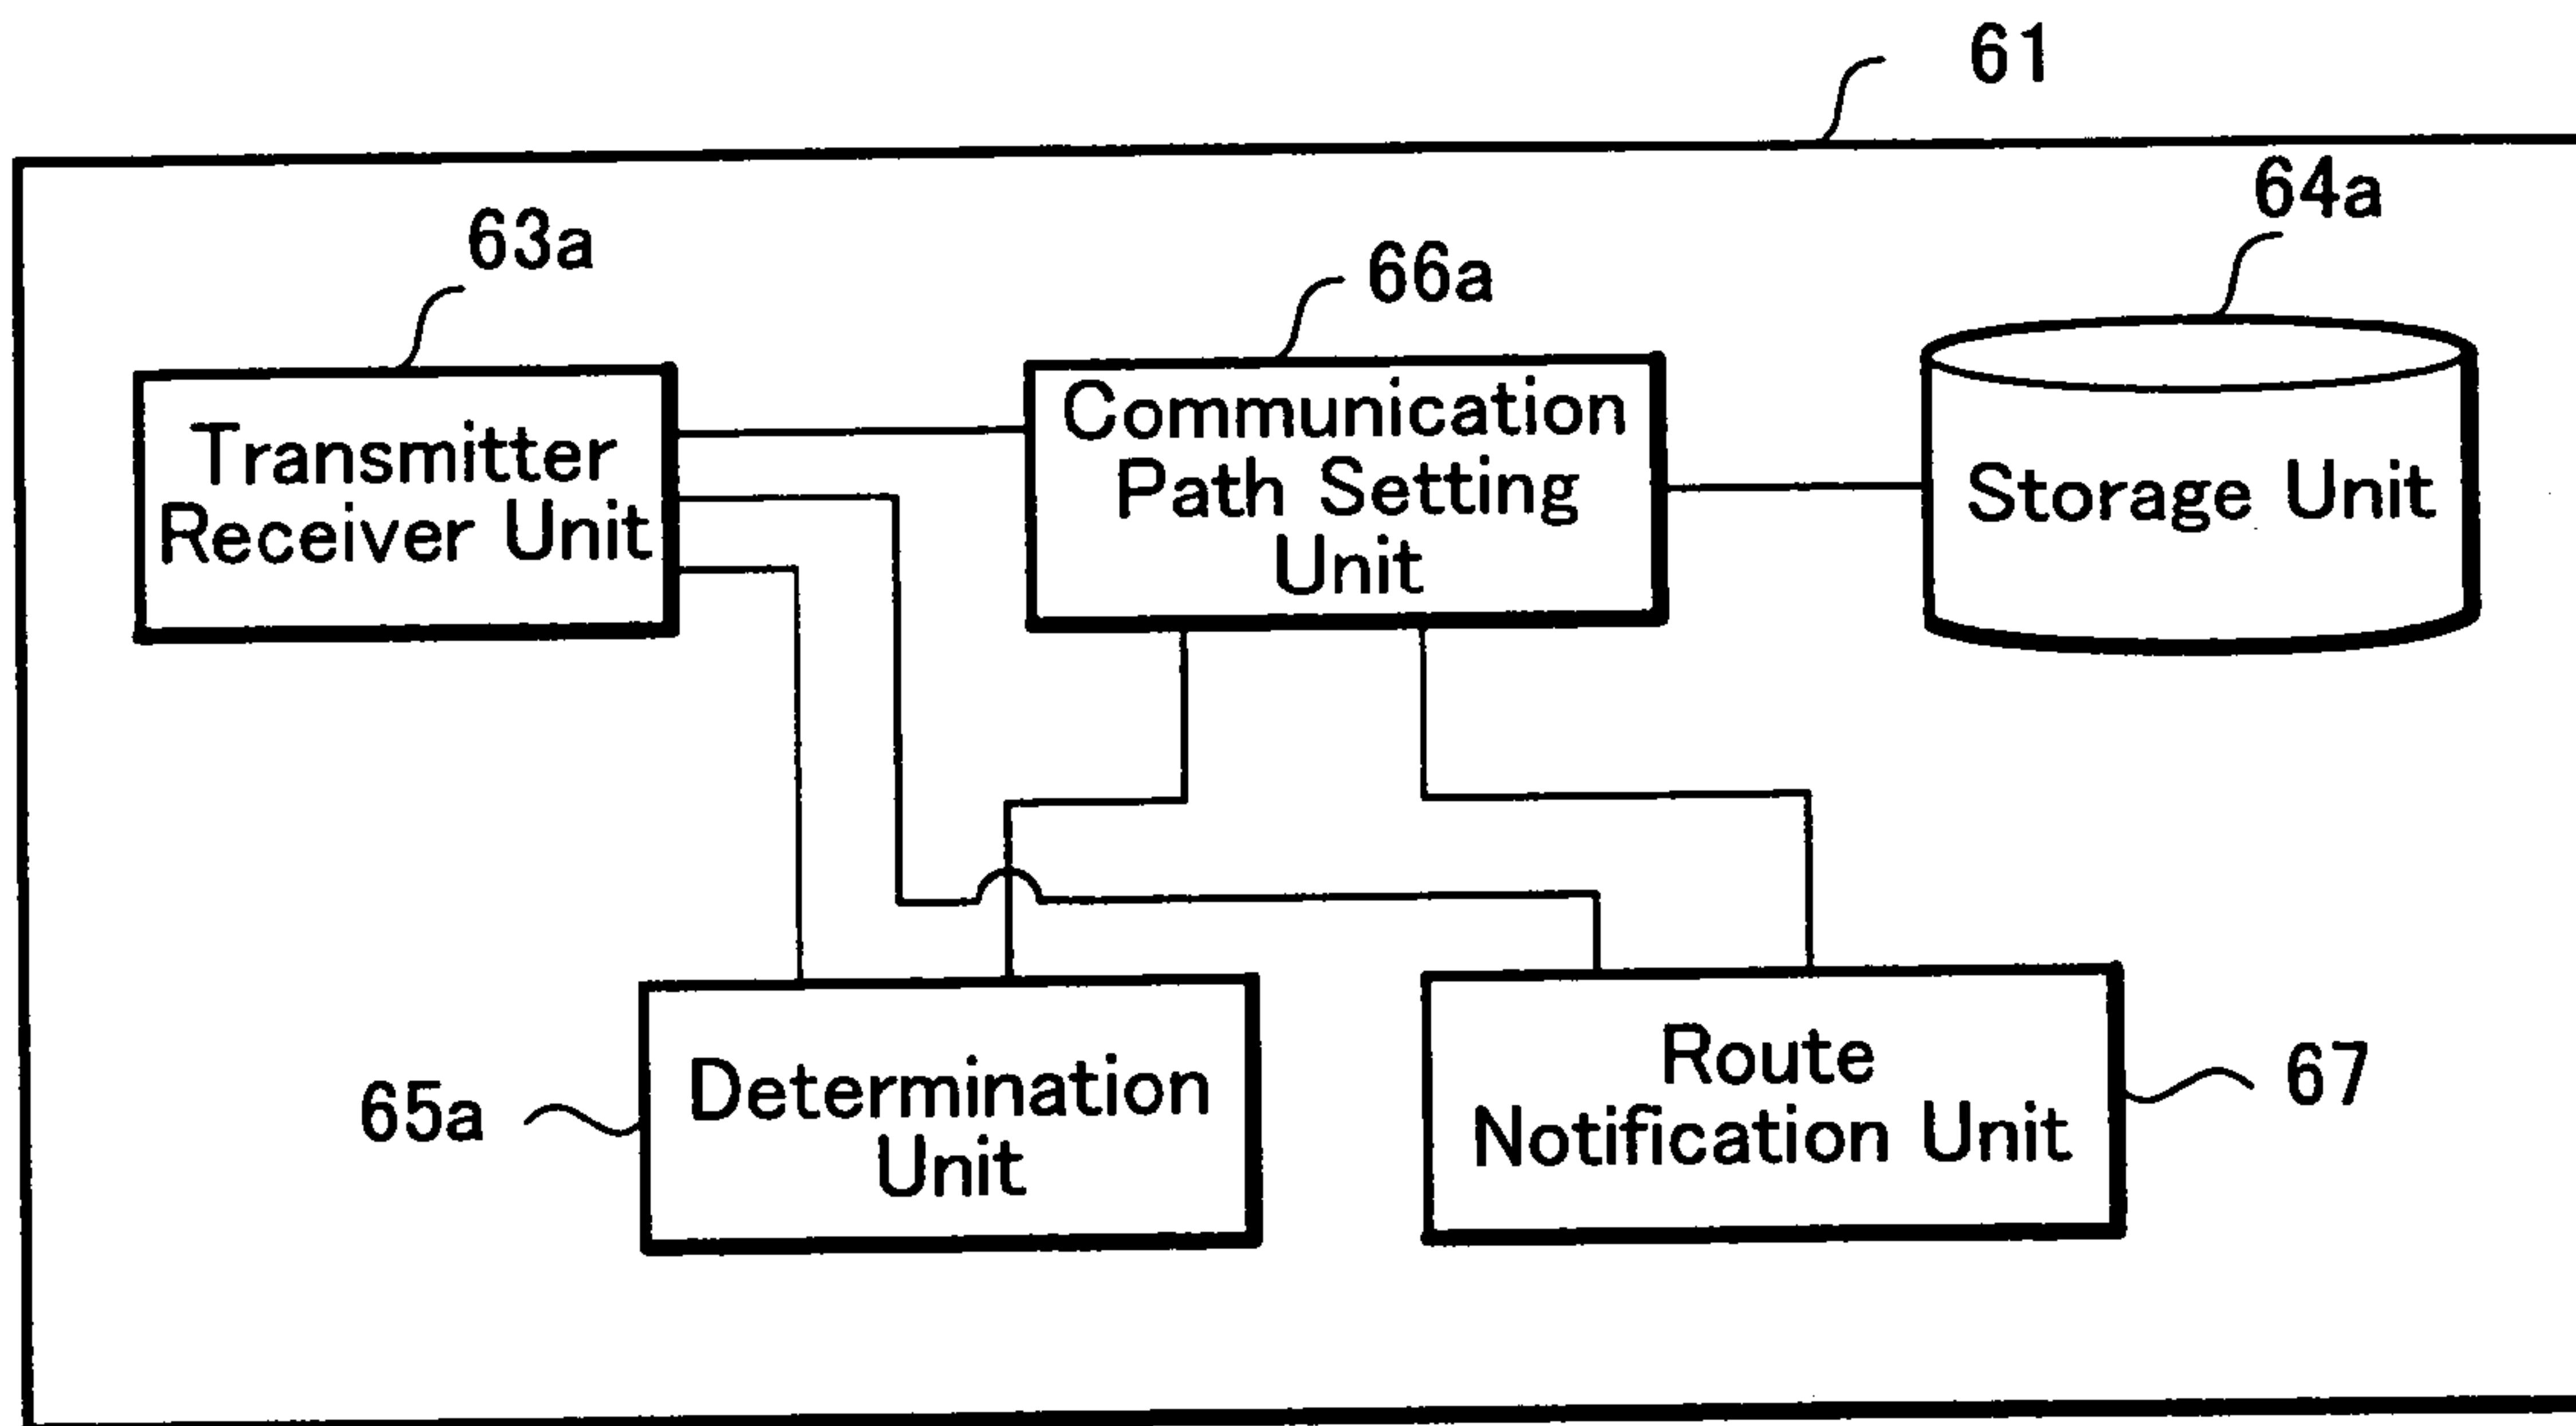 61
63a
66a
64a
Transmitter
Receiver Unit
Communication
Path Setting
Unit
Storage Unit
65a
Determination
Unit
Route
Notification Unit
67